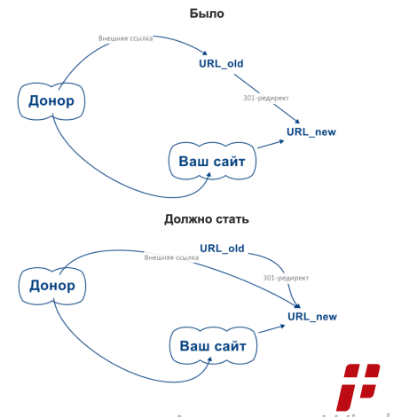 Было
Внешняя ссылка
URL_old
Донор
301-редирект
URL_new
Ваш сайт
Должно стать
URL_old
Внешняя ссылка
301-редирект
Донор
URL_new
Ваш сайт